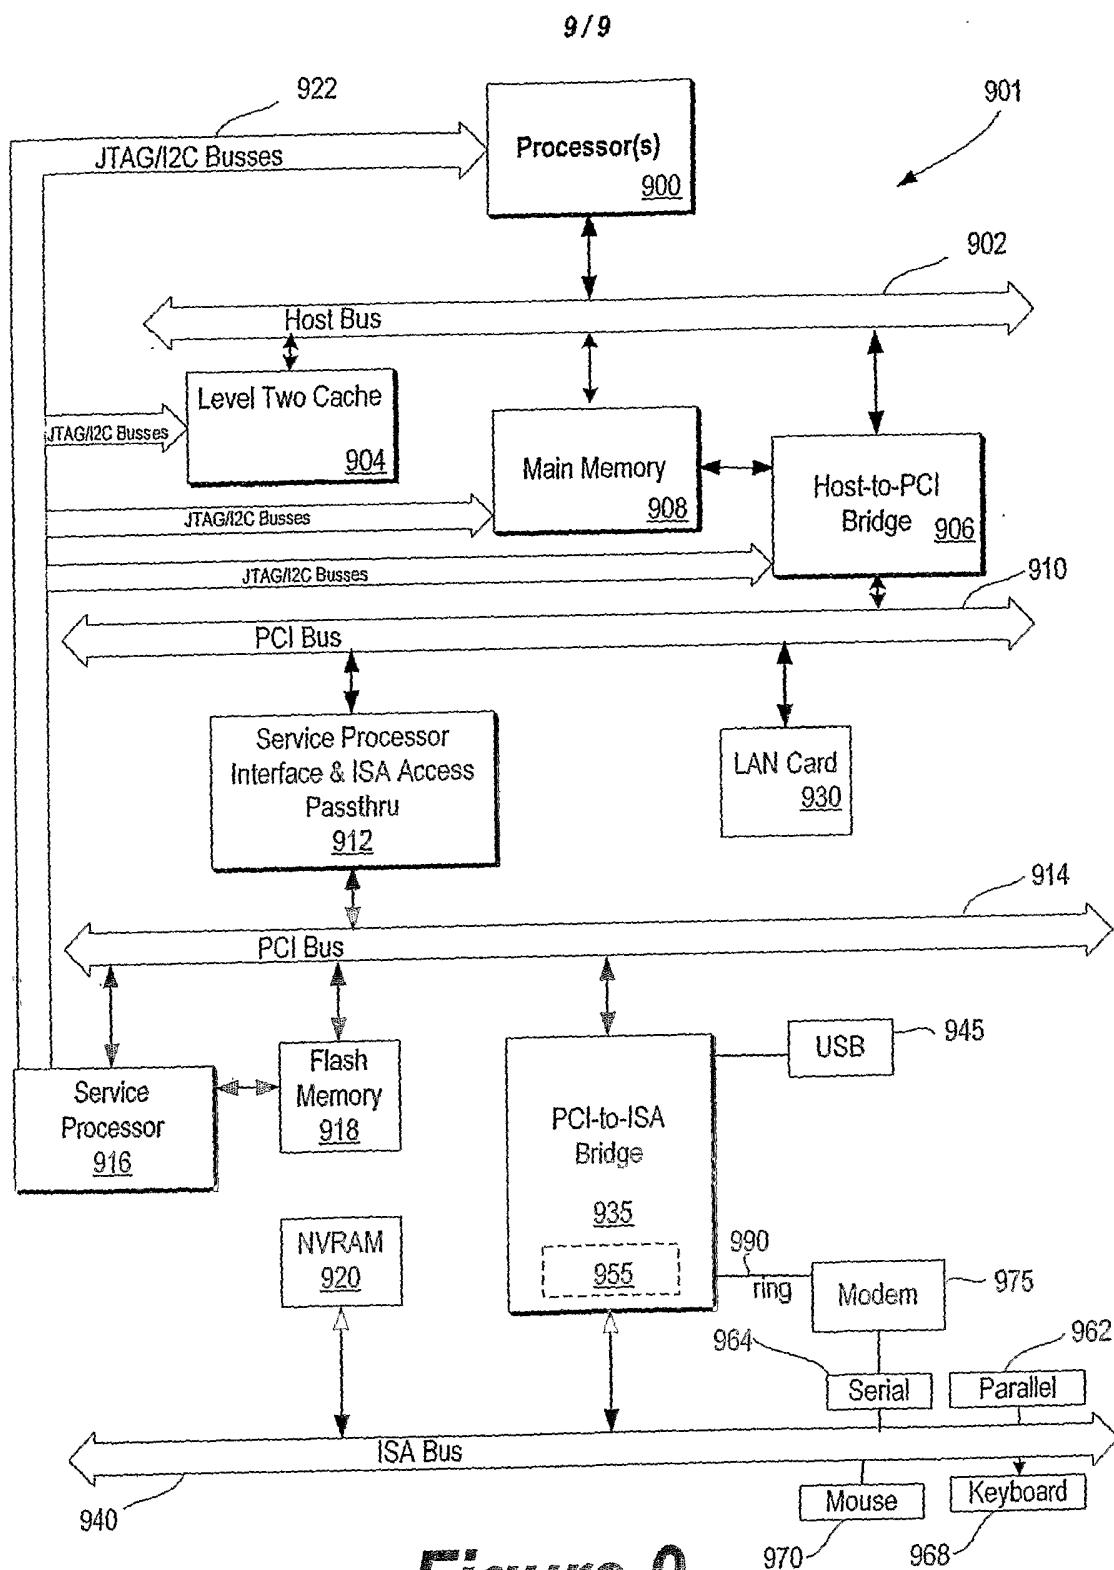 9/9
922
901
JTAG/I2C Busses
Processor(s)
900
902
Host Bus
Level Two Cache
904
JTAG/I2C Busses
Main Memory
908
Host-to-PCI
Bridge
906
JTAG/I2C Busses
JTAG/I2C Busses
910
PCI Bus
Service Processor
Interface & ISA Access
Passthru
912
LAN Card
930
914
PCI Bus
USB
945
Service
Processor
916
Flash
Memory
918
PCI-to-ISA
Bridge
935
955
NVRAM
920
990
ring
Modem
975
964
962
Serial
Parallel
ISA Bus
940
Mouse
Keyboard
970
968
Figure 9